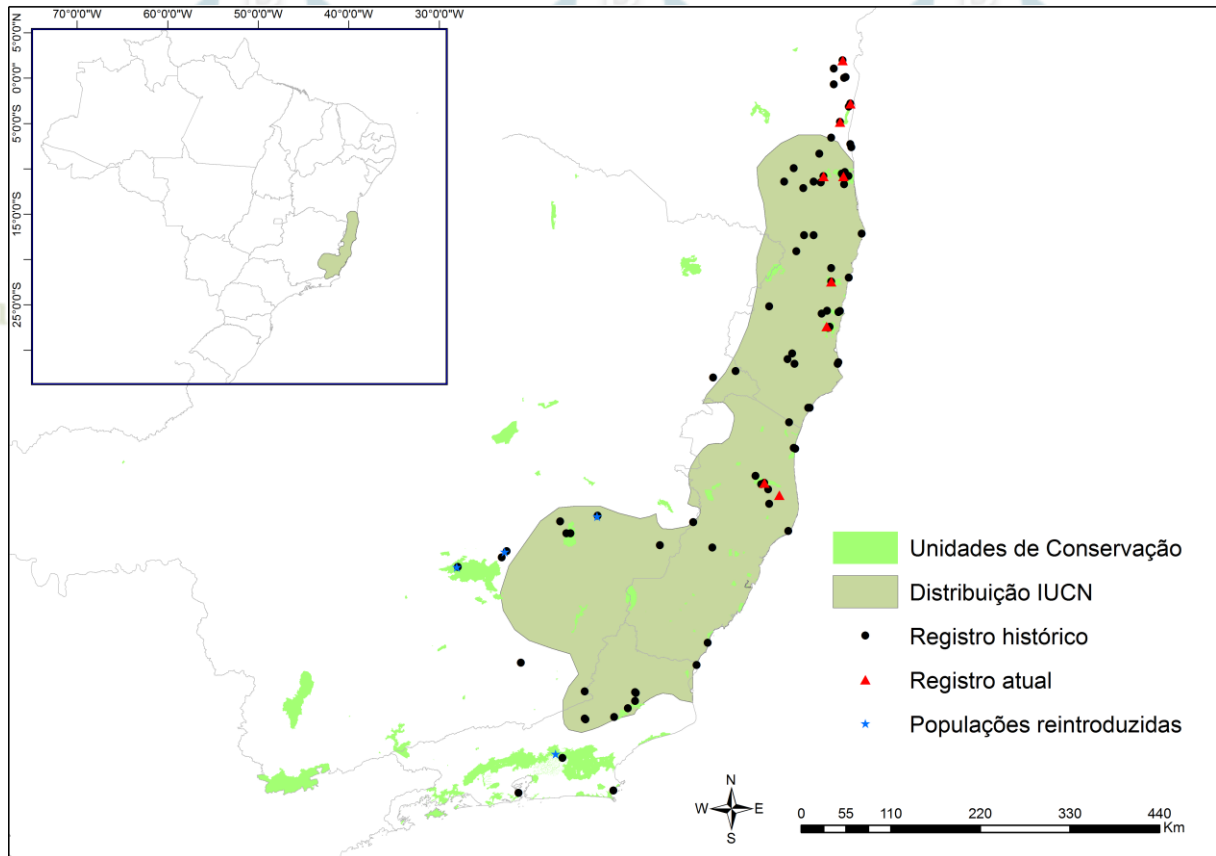 70°0'0"W 60°0'0"W 50°0'0"W 40°0'0"W 30°0'0"W
5°0'0"N
0°0'0"
5°0'0"S
15°0'0"S
25°0'0"S
Unidades de Conservação
Distribuição IUCN
Registro histórico
Registro atual
Populações reintroduzidas
N
W E
S
0 55 110 220 330 440
Km